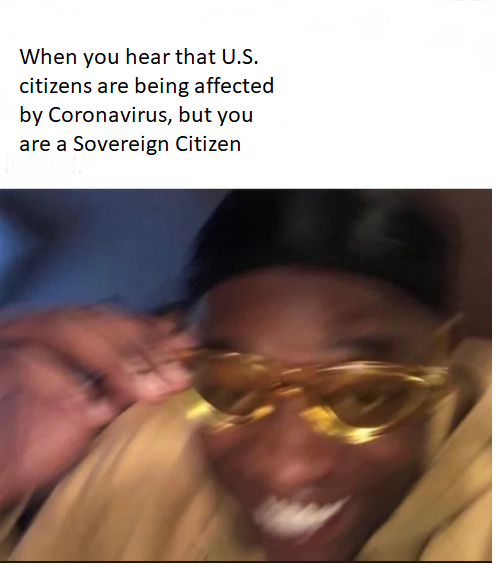 When you hear that U.S.
citizens are being affected
by Coronavirus, but you
are a Sovereign Citizen